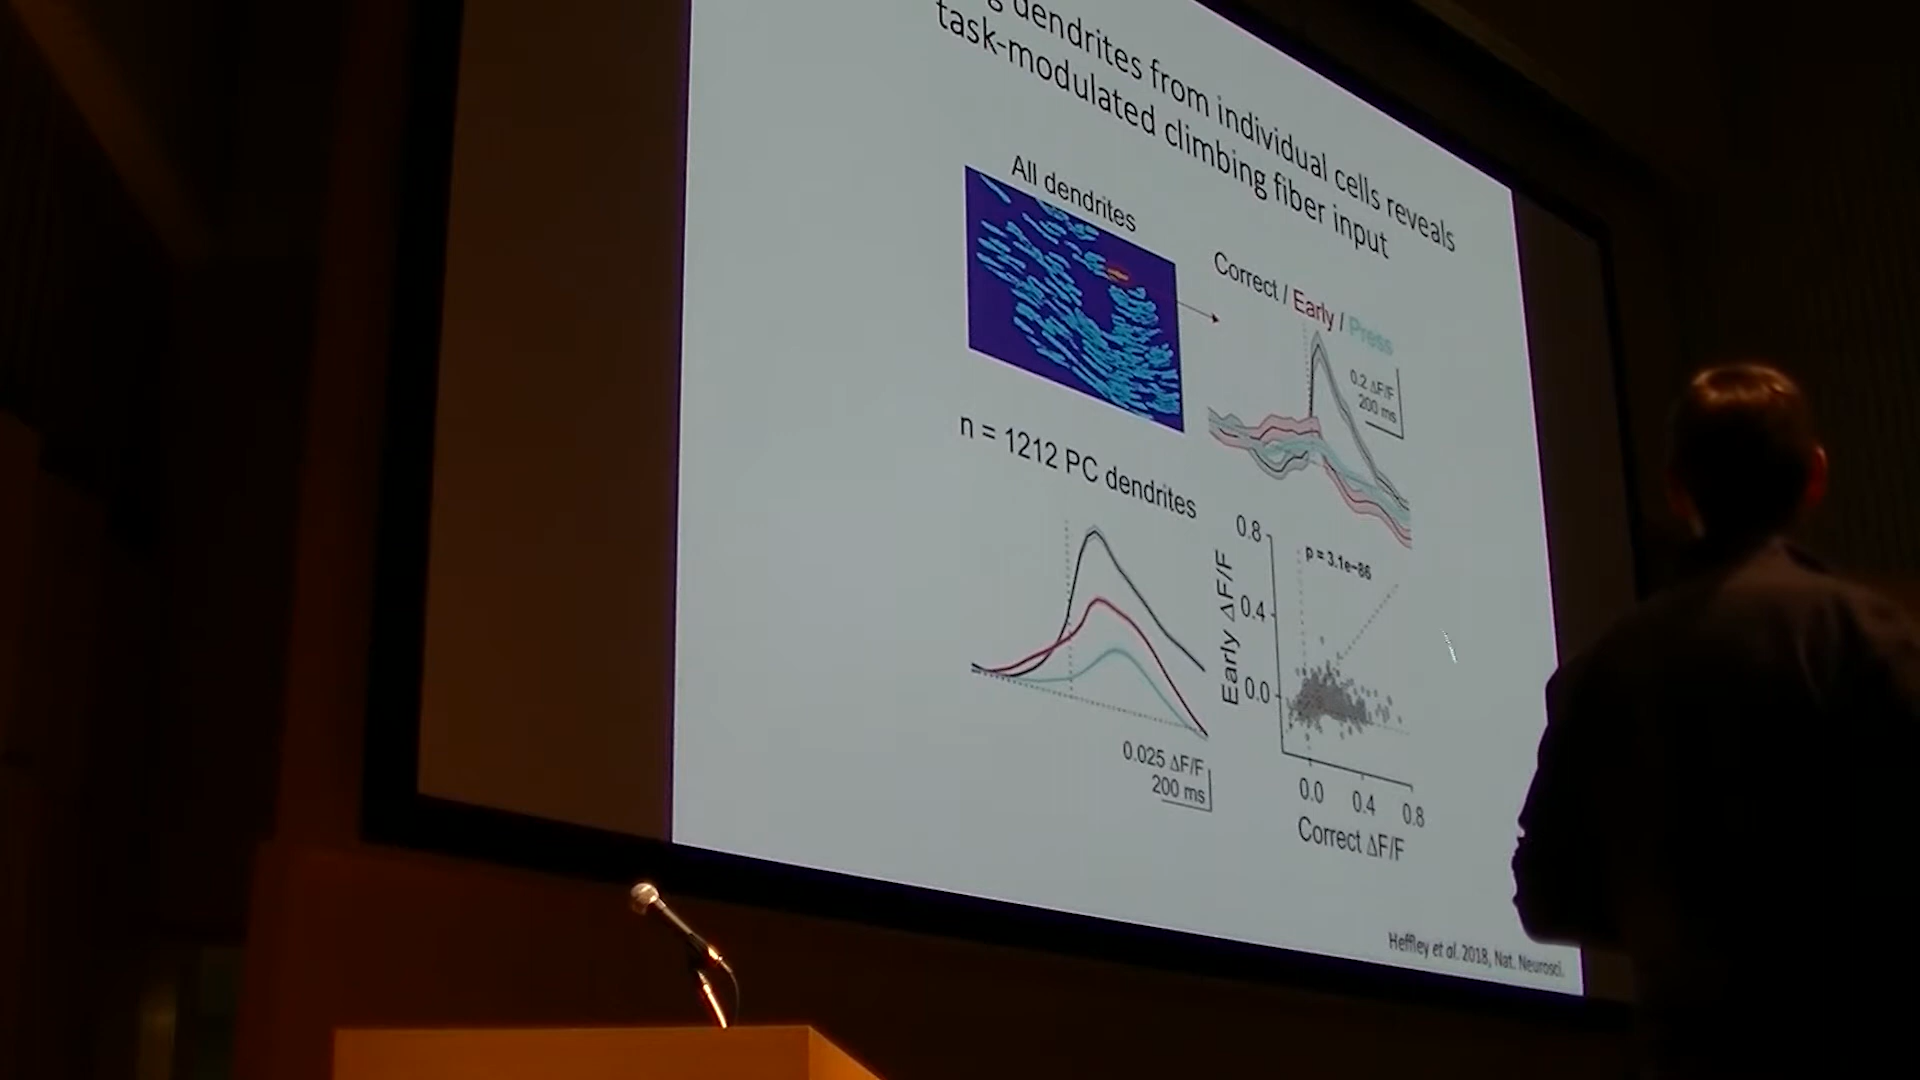 dendrites from individual cells reveals
task-modulated climbing fiber input
All dendrites
Correct / Early / Press
0.2 ΔF/F
200 ms
n = 1212 PC dendrites
0.025 ΔF/F
200 ms
0.8
0.4
0.0
Early ΔF/F
p = 3.1e-86
0.0 0.4 0.8
Correct ΔF/F
Heffley et al. 2018, Nat. Neurosci.